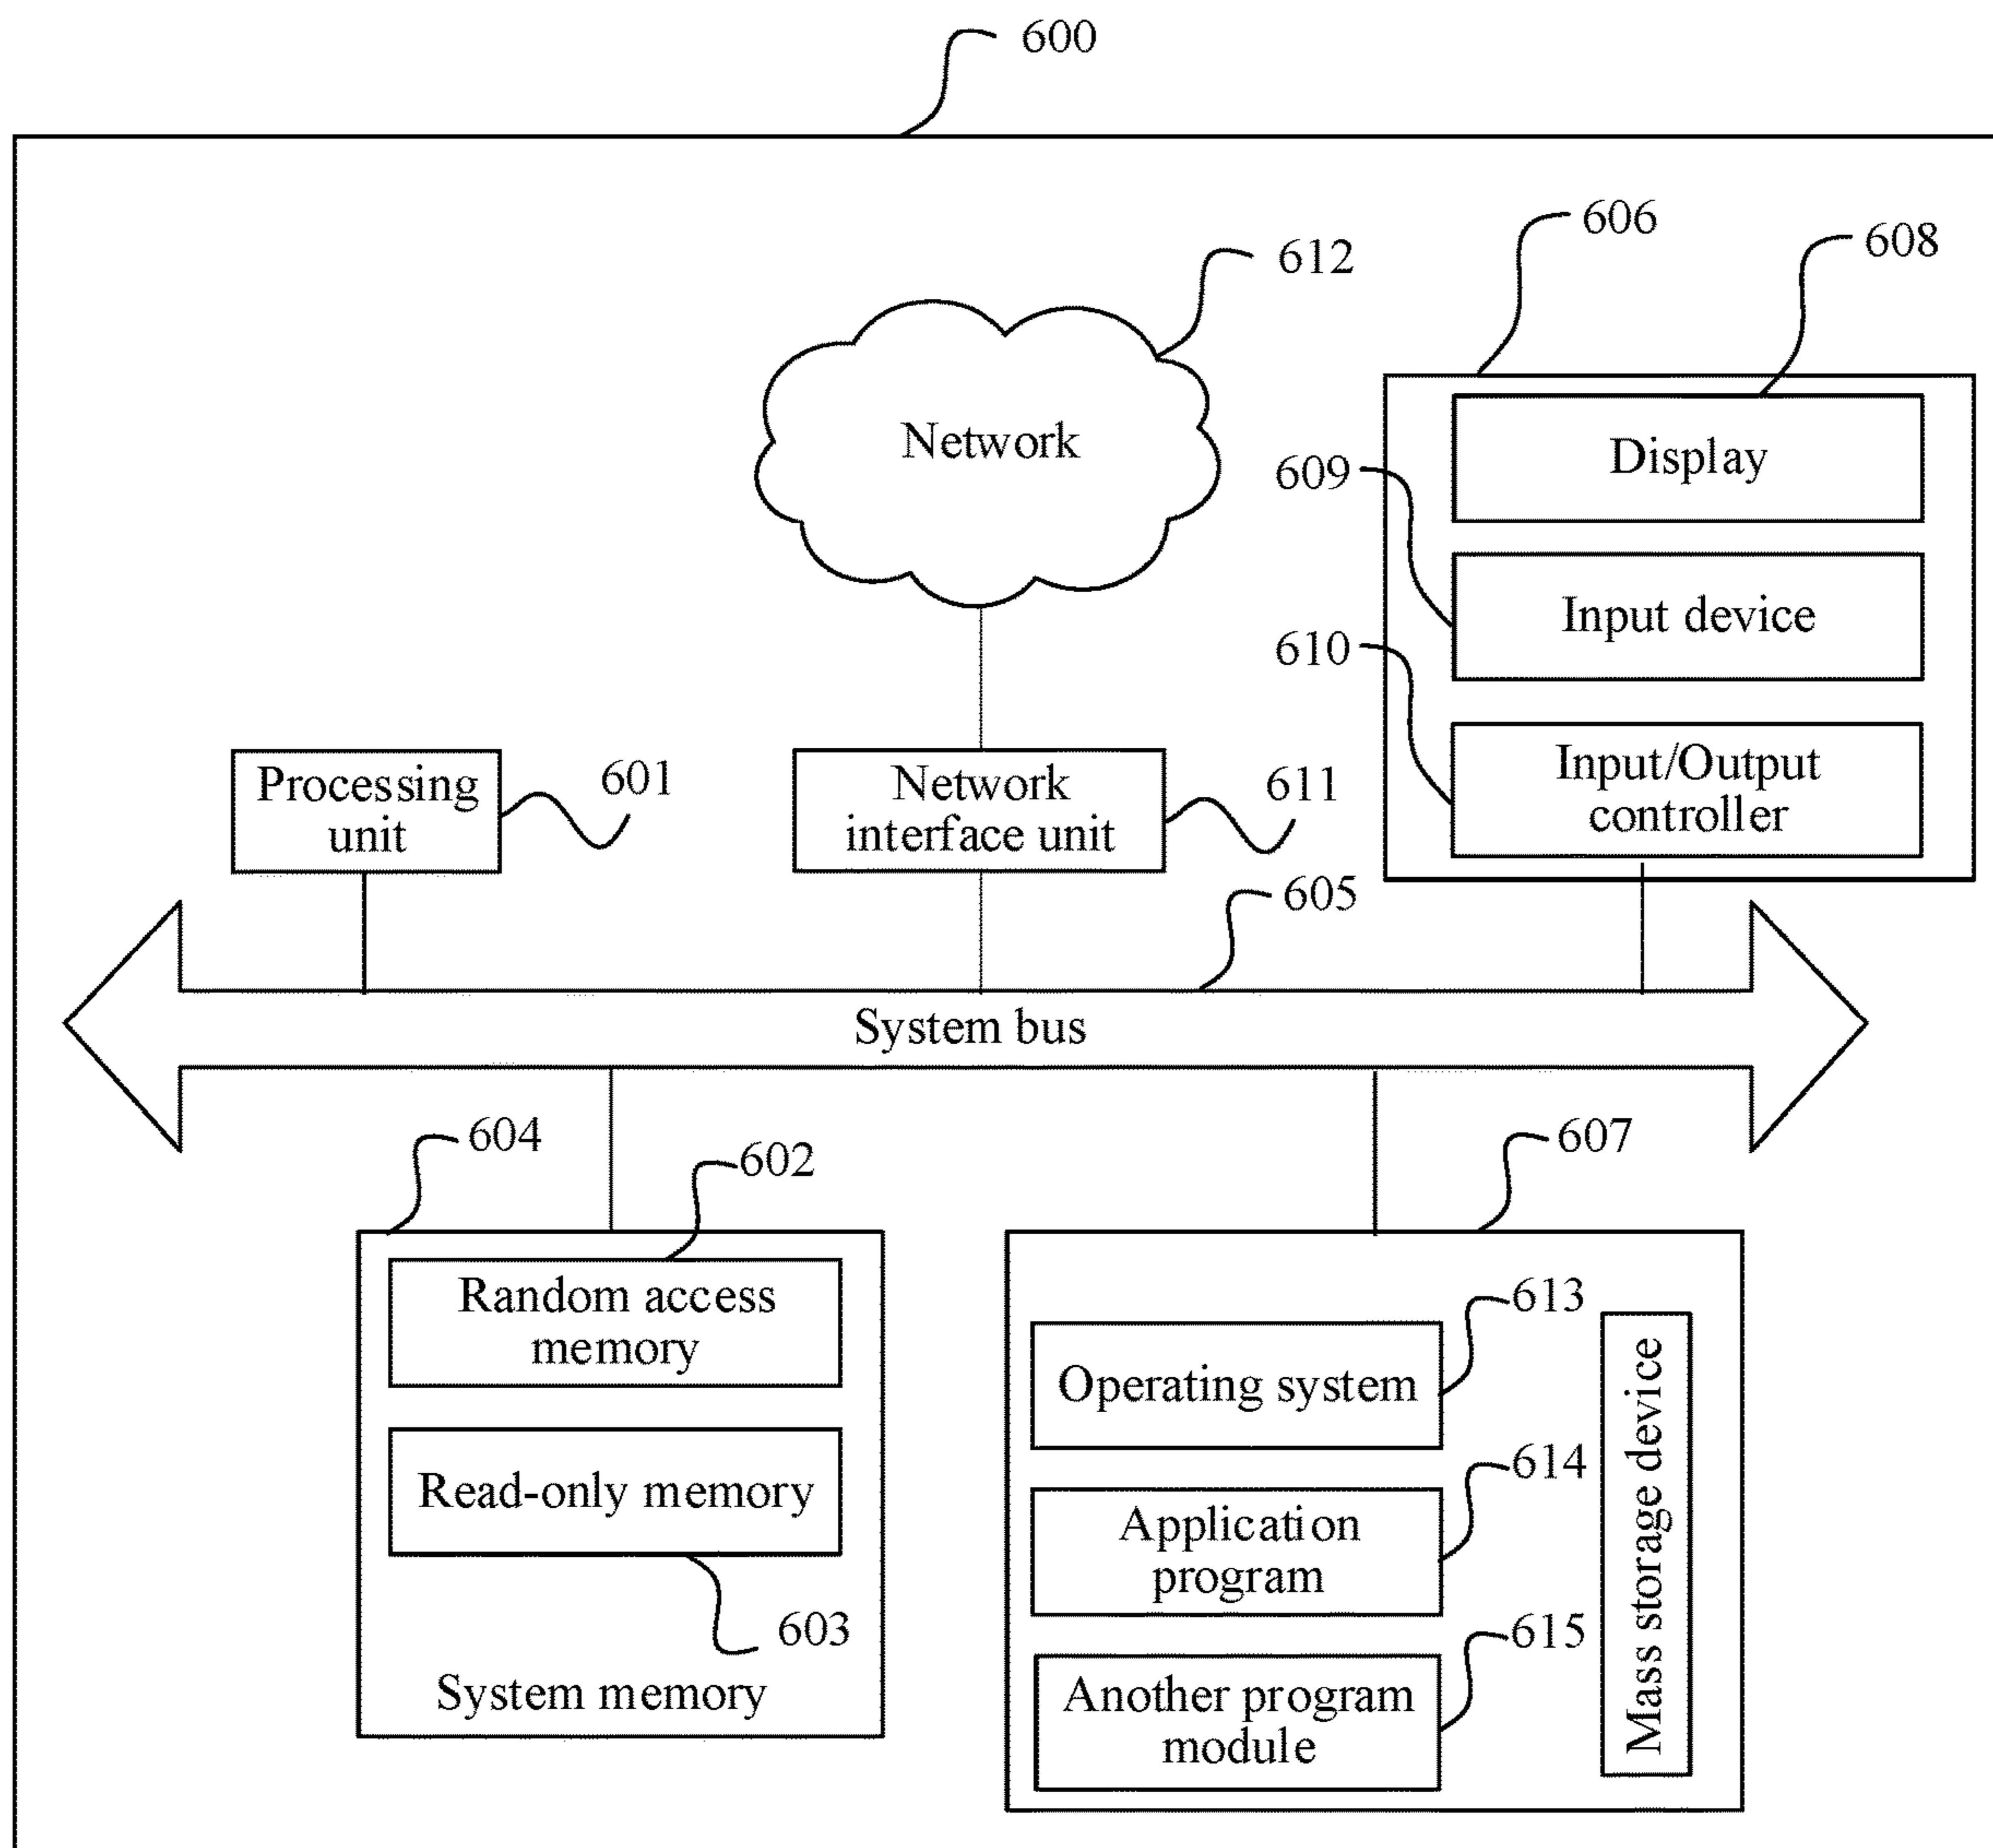 600
606
608
612
Network
Display
609
Input device
610
Processing
unit
601
Network
interface unit
611
Input/Output
controller
605
System bus
604
602
607
Random access
memory
613
Operating system
Read-only memory
614
Application
program
603
615
System memory
Another program
module
Mass storage device